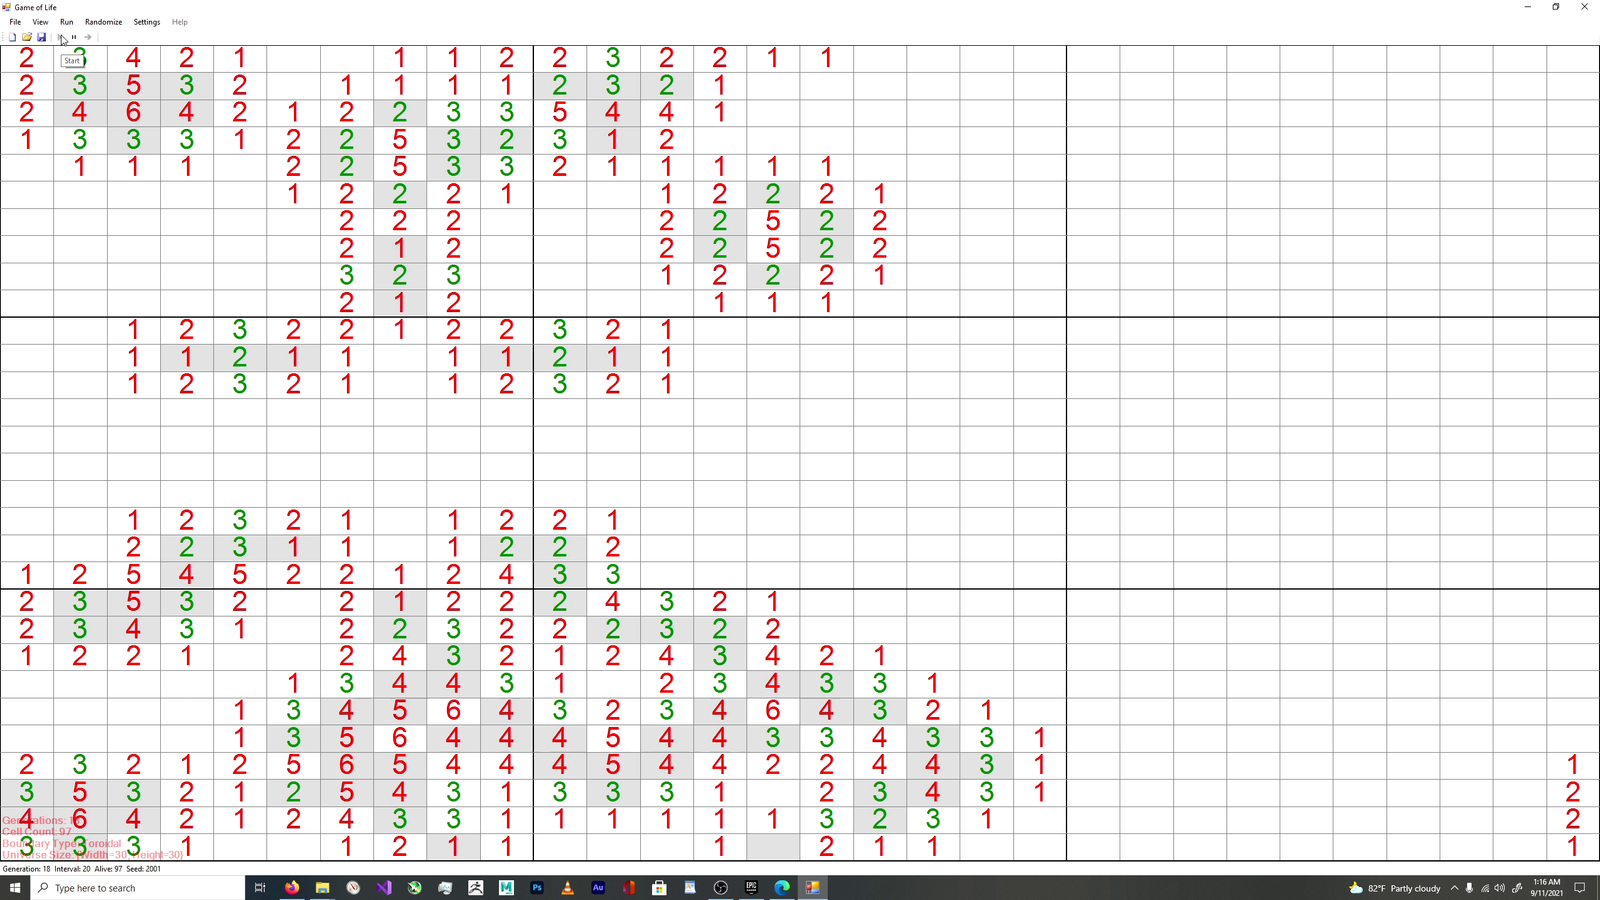 Game of Life
File View Run Randomize Settings Help
Start
2 3 4 2 1 1 1 2 2 3 2 2 1 1
2 3 5 3 2 1 1 1 1 2 3 2 1
2 4 6 4 2 1 2 2 3 3 5 4 4 1
1 3 3 3 1 2 2 5 3 2 3 1 2
1 1 1 2 2 5 3 3 2 1 1 1 1 1
1 2 2 2 1 1 2 2 2 1
2 2 2 2 2 5 2 2
2 1 2 2 2 5 2 2
3 2 3 1 2 2 2 1
2 1 2 1 1 1
1 2 3 2 2 1 2 2 3 2 1
1 1 2 1 1 1 1 2 1 1
1 2 3 2 1 1 2 3 2 1
1 2 3 2 1 1 2 2 1
2 2 3 1 1 1 2 2 2
1 2 5 4 5 2 2 1 2 4 3 3
2 3 5 3 2 2 1 2 2 2 4 3 2 1
2 3 4 3 1 2 2 3 2 2 2 3 2 2
1 2 2 1 2 4 3 2 1 2 4 3 4 2 1
1 3 4 4 3 1 2 3 4 3 3 1
1 3 4 5 6 4 3 2 3 4 6 4 3 2 1
1 3 5 6 4 4 4 5 4 4 3 3 4 3 3 1
2 3 2 1 2 5 6 5 4 4 4 5 4 4 2 2 4 4 3 1 1
3 5 3 2 1 2 5 4 3 1 3 3 3 1 2 3 4 3 1 2
4 6 4 2 1 2 4 3 3 1 1 1 1 1 1 3 2 3 1 2
3 3 3 1 1 2 1 1 1 2 1 1 1
Generations: 18
Cell Count: 97
Boundary Type: Toroidal
Universe Size: {Width=30, Height=30}
Generation: 18 Interval: 20 Alive: 97 Seed: 2001
Type here to search
82°F Partly cloudy
1:16 AM
9/11/2021